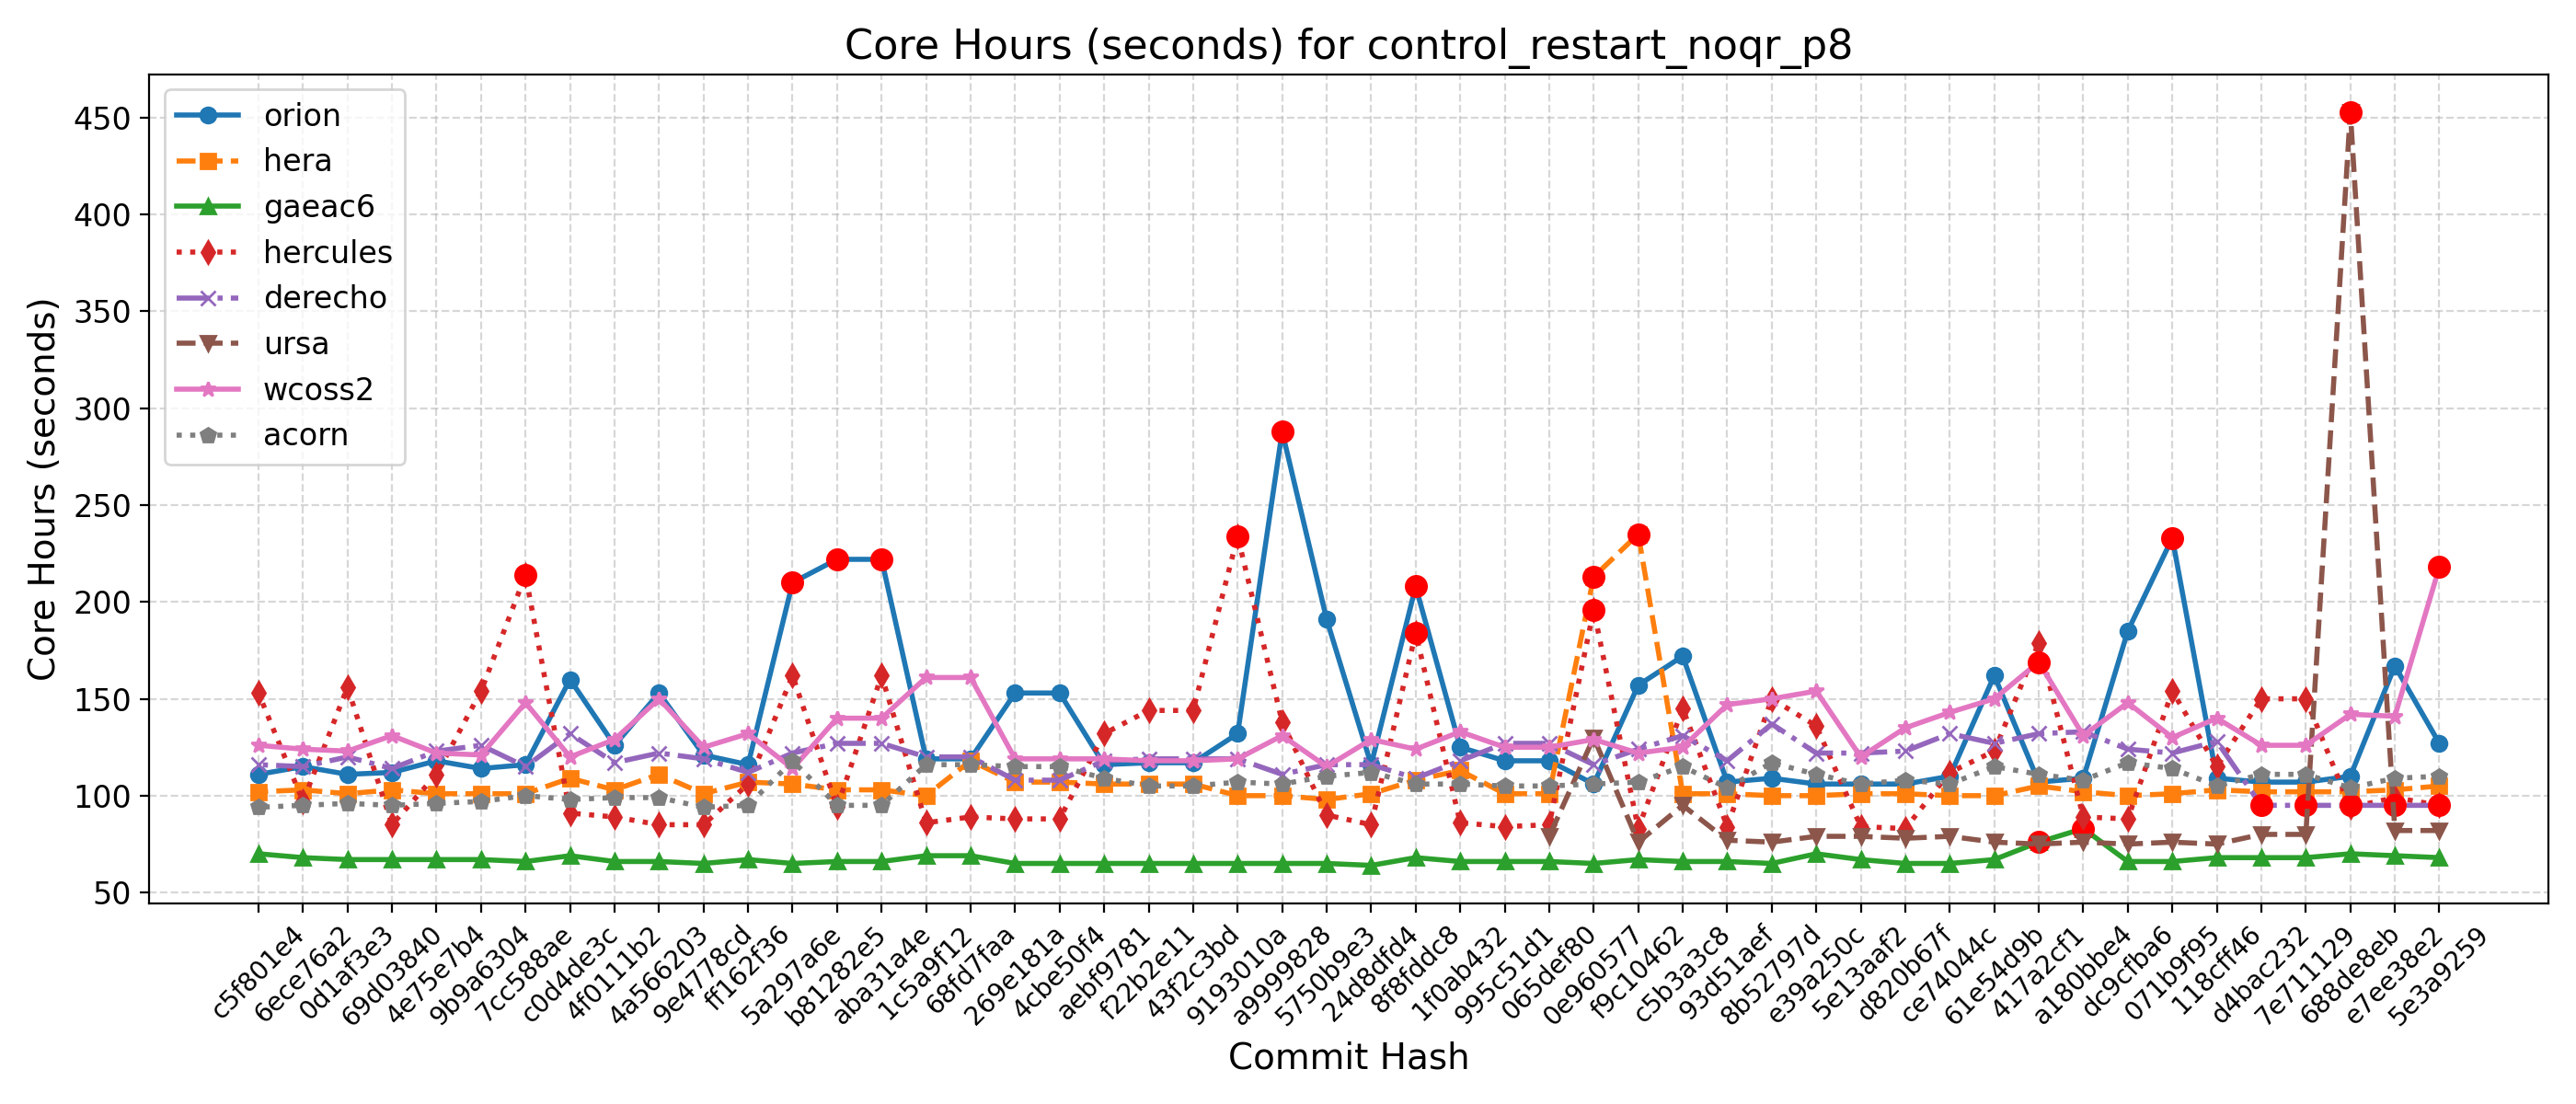 Core Hours (seconds) for control_restart_noqr_p8
Core Hours (seconds)
450
400
350
300
250
200
150
100
50
orion
hera
gaeac6
hercules
derecho
ursa
wcoss2
acorn
c5f801e4
6ece76a2
0d1af3e3
69d03840
4e75e7b4
9b9a6304
7cc588ae
c0d4de3c
4f0111b2
4a566203
9e4778cd
ff162f36
5a297a6e
b81282e5
aba31a4e
1c5a9f12
68fd7faa
269e181a
4cbe50f4
aebf9781
f22b2e11
43f2c3bd
9193010a
a9999828
5750b9e3
24d8dfd4
8f8fddc8
1f0ab432
995c51d1
065def80
0e960577
f9c10462
c5b3a3c8
93d51aef
8b52797d
e39a250c
5e13aaf2
d820b67f
ce74044c
61e54d9b
417a2cf1
a180bbe4
dc9cfba6
071b9f95
118cff46
d4bac232
7e711129
688de8eb
e7ee38e2
5e3a9259
Commit Hash